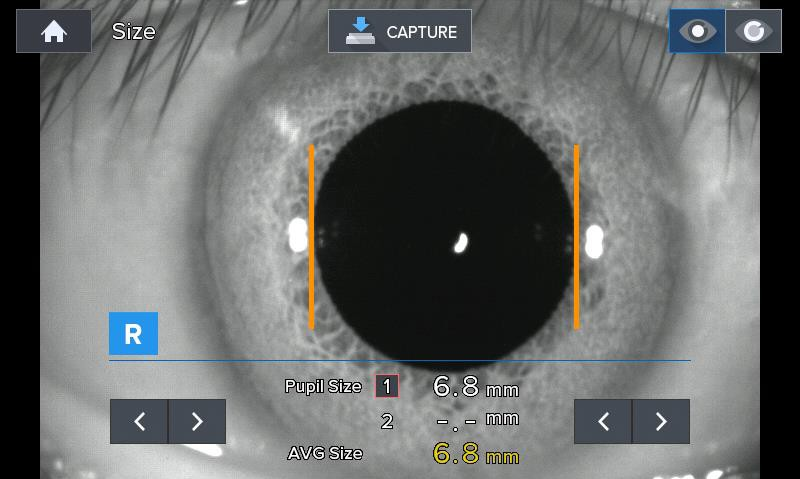 Size
CAPTURE
R
Pupil Size 1 6.8 mm
2 -.- mm
AVG Size 6.8 mm